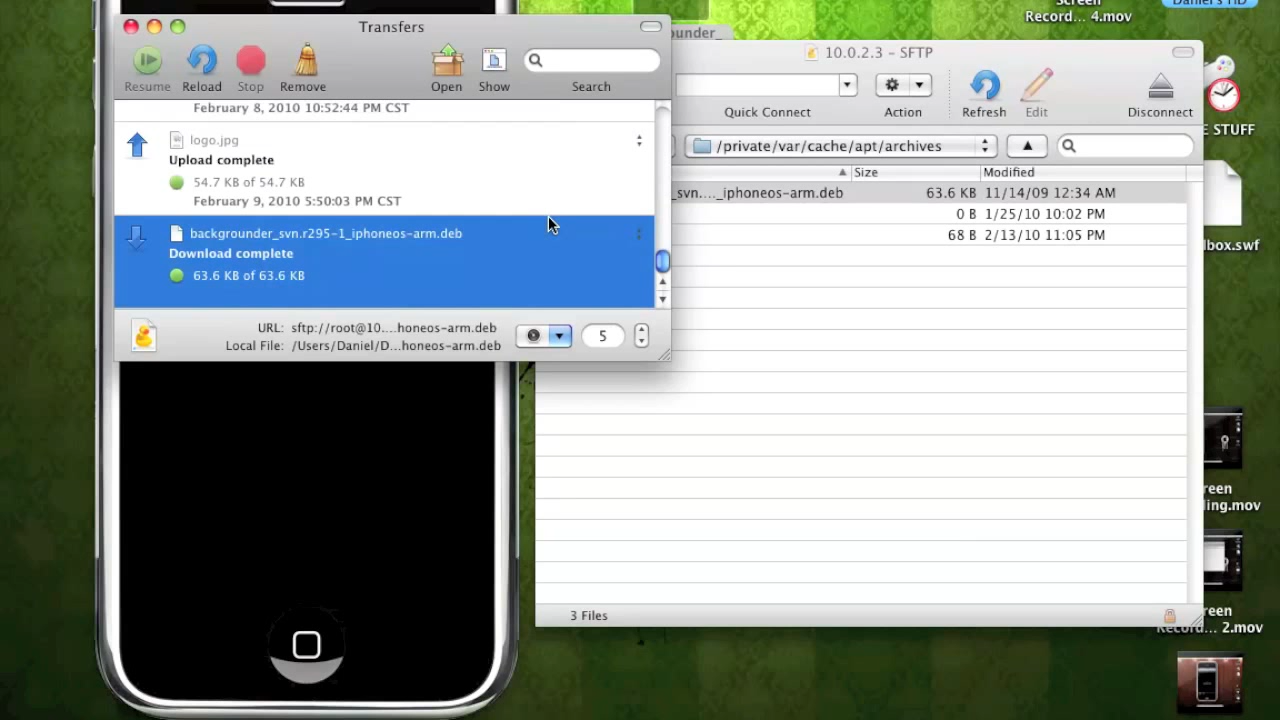 Transfers
Resume
Reload
Stop
Remove
Open
Show
Search
February 8, 2010 10:52:44 PM CST
logo.jpg
Upload complete
54.7 KB of 54.7 KB
February 9, 2010 5:50:03 PM CST
backgrounder_svn.r295-1_iphoneos-arm.deb
Download complete
63.6 KB of 63.6 KB
URL: sftp://root@10....honeos-arm.deb
Local File: /Users/Daniel/D...honeos-arm.deb
5
under_
10.0.2.3 – SFTP
Quick Connect
Action
Refresh
Edit
Disconnect
/private/var/cache/apt/archives
Size
Modified
_svn...._iphoneos-arm.deb 63.6 KB 11/14/09 12:34 AM
0 B 1/25/10 10:02 PM
68 B 2/13/10 11:05 PM
3 Files
Screen
Record... 4.mov
Daniel's HD
E STUFF
lbox.swf
reen
ling.mov
reen
Record... 2.mov